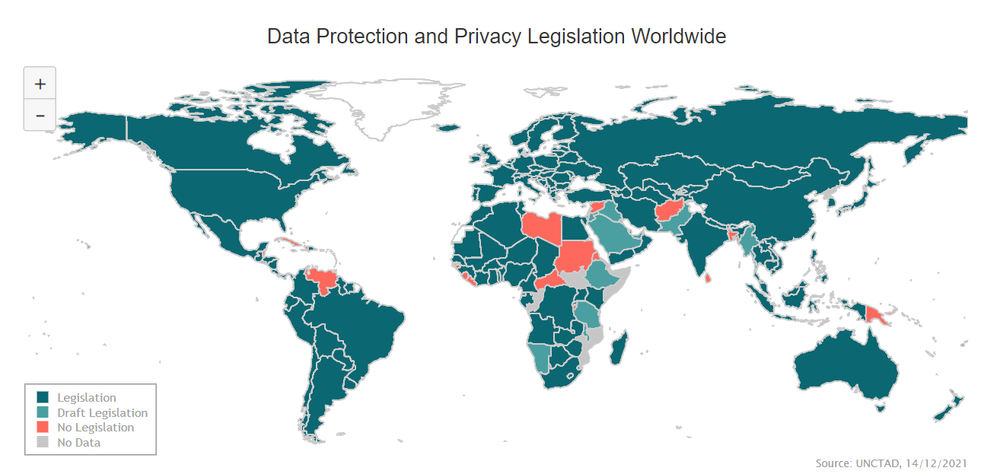 Data Protection and Privacy Legislation Worldwide
+
−
Legislation
Draft Legislation
No Legislation
No Data
Source: UNCTAD, 14/12/2021